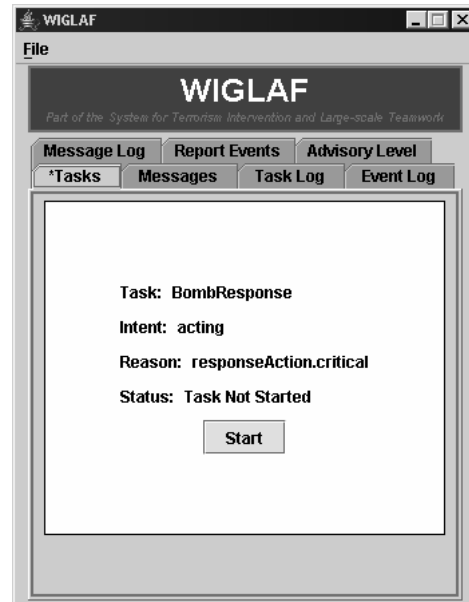 WIGLAF
File
WIGLAF
Part of the System for Terrorism Intervention and Large-scale Teamwork
Message Log Report Events Advisory Level
*Tasks Messages Task Log Event Log
Task: BombResponse
Intent: acting
Reason: responseAction.critical
Status: Task Not Started
Start